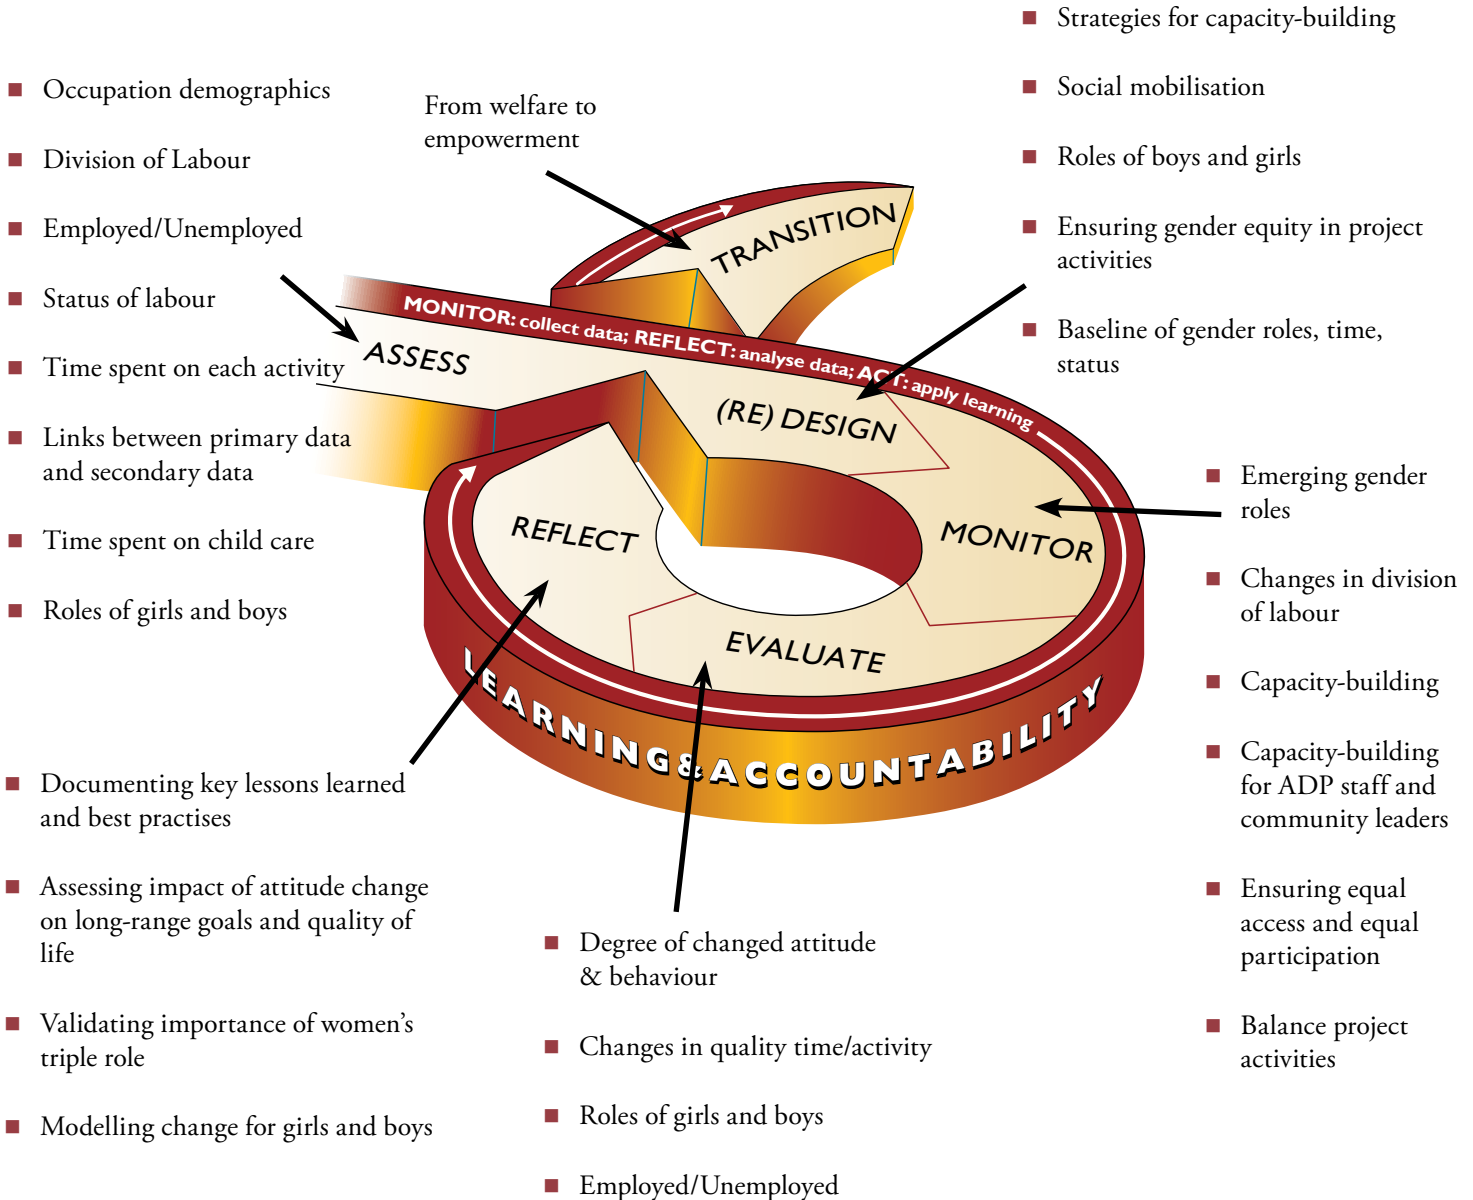 Strategies for capacity-building
Social mobilisation
Roles of boys and girls
Ensuring gender equity in project
activities
Baseline of gender roles, time,
status
Occupation demographics
Division of Labour
Employed/Unemployed
Status of labour
Time spent on each activity
Links between primary data
and secondary data
Time spent on child care
Roles of girls and boys
From welfare to
empowerment
TRANSITION
MONITOR: collect data; REFLECT: analyse data; ACT: apply learning
ASSESS
(RE) DESIGN
MONITOR
EVALUATE
REFLECT
LEARNING & ACCOUNTABILITY
Emerging gender
roles
Changes in division
of labour
Capacity-building
Capacity-building
for ADP staff and
community leaders
Ensuring equal
access and equal
participation
Balance project
activities
Documenting key lessons learned
and best practises
Assessing impact of attitude change
on long-range goals and quality of
life
Validating importance of women’s
triple role
Modelling change for girls and boys
Degree of changed attitude
& behaviour
Changes in quality time/activity
Roles of girls and boys
Employed/Unemployed